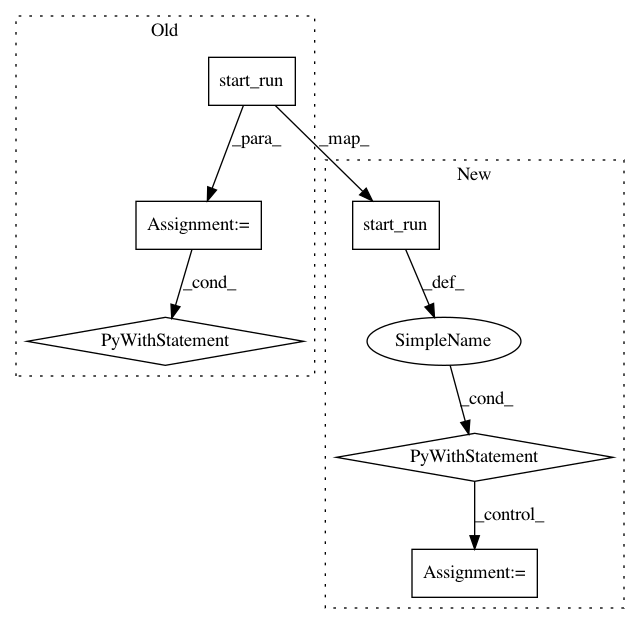 Old
start_run
_para_
_map_
New
Assignment:=
start_run
_cond_
_def_
PyWithStatement
SimpleName
_cond_
PyWithStatement
_control_
Assignment:=